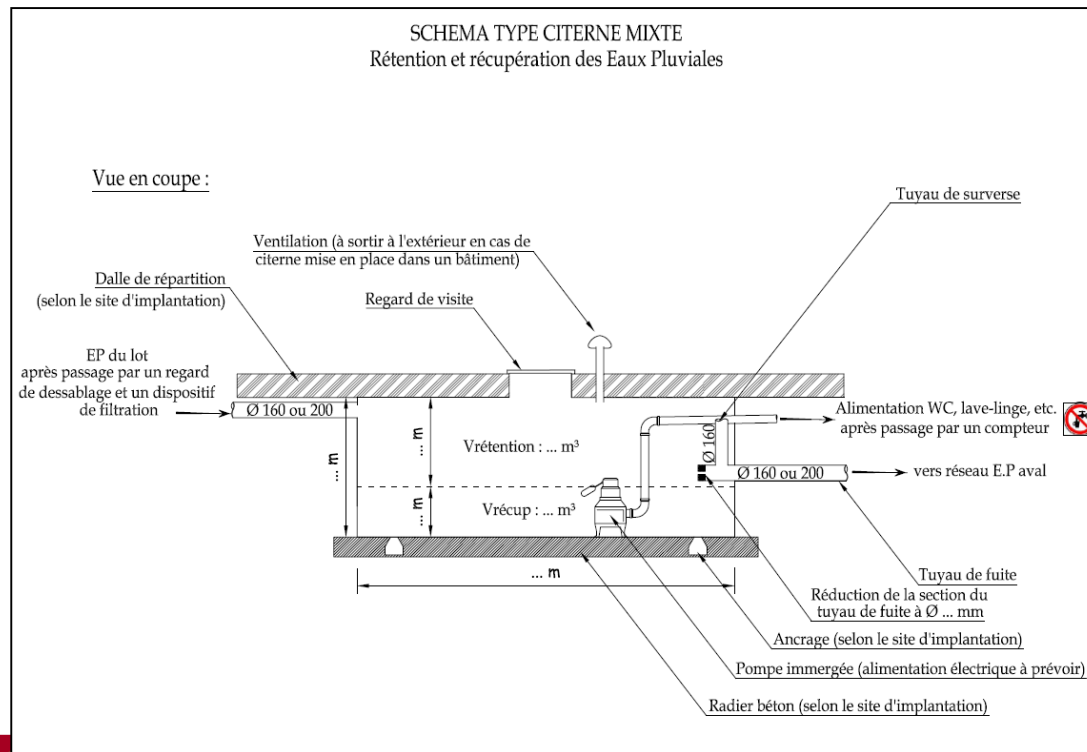 SCHEMA TYPE CITERNE MIXTE
Rétention et récupération des Eaux Pluviales
Vue en coupe :
Tuyau de surverse
Ventilation (à sortir à l'extérieur en cas de
citerne mise en place dans un bâtiment)
Dalle de répartition
(selon le site d'implantation)
Regard de visite
EP du lot
après passage par un regard
de dessablage et un dispositif
de filtration
Ø 160 ou 200
... m
... m
... m
Vrétention : ... m³
Vrécup : ... m³
Ø 160
Alimentation WC, lave-linge, etc.
après passage par un compteur
Ø 160 ou 200
vers réseau E.P aval
... m
Tuyau de fuite
Réduction de la section du
tuyau de fuite à Ø ... mm
Ancrage (selon le site d'implantation)
Pompe immergée (alimentation électrique à prévoir)
Radier béton (selon le site d'implantation)